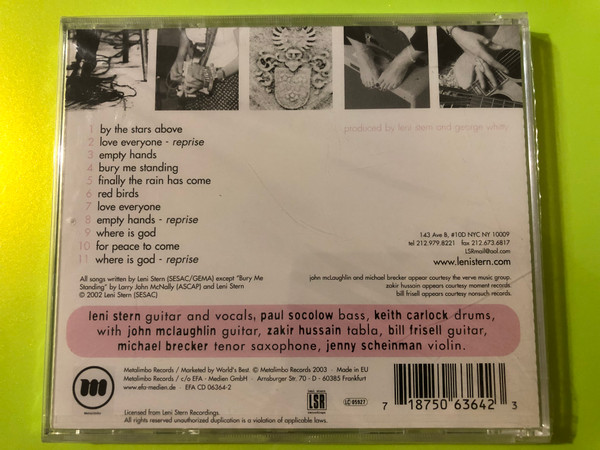 produced by leni stern and george whitty
1 by the stars above
2 love everyone - reprise
3 empty hands
4 bury me standing
5 finally the rain has come
6 red birds
7 love everyone
8 empty hands - reprise
9 where is god
10 for peace to come
11 where is god - reprise
143 Ave B, #10D NYC NY 10009
tel 212.979.8221 fax 212.673.6817
LSRmail@aol.com
www.lenistern.com
All songs written by Leni Stern (SESAC/GEMA) except "Bury Me
Standing" by Larry John McNally (ASCAP) and Leni Stern
© 2002 Leni Stern (SESAC)
john mcLaughlin and michael brecker appear courtesy the verve music group.
zakir hussain appears courtesy moment records.
bill frisell appears courtesy nonsuch records.
leni stern guitar and vocals, paul socolow bass, keith carlock drums,
with john mclaughlin guitar, zakir hussain tabla, bill frisell guitar,
michael brecker tenor saxophone, jenny scheinman violin.
m
Metalimbo Records / Marketed by World's Best. © Metalimbo Records 2003 · Made in EU
Metalimbo Records / c/o EFA - Medien GmbH · Arnsburger Str. 70 - D - 60385 Frankfurt
www.efa-medien.de · EFA CD 06364-2
LSR
LC 05927
Licensed from Leni Stern Recordings.
All rights reserved unauthorized duplication is a violation of applicable laws.
7 18750 63642 3